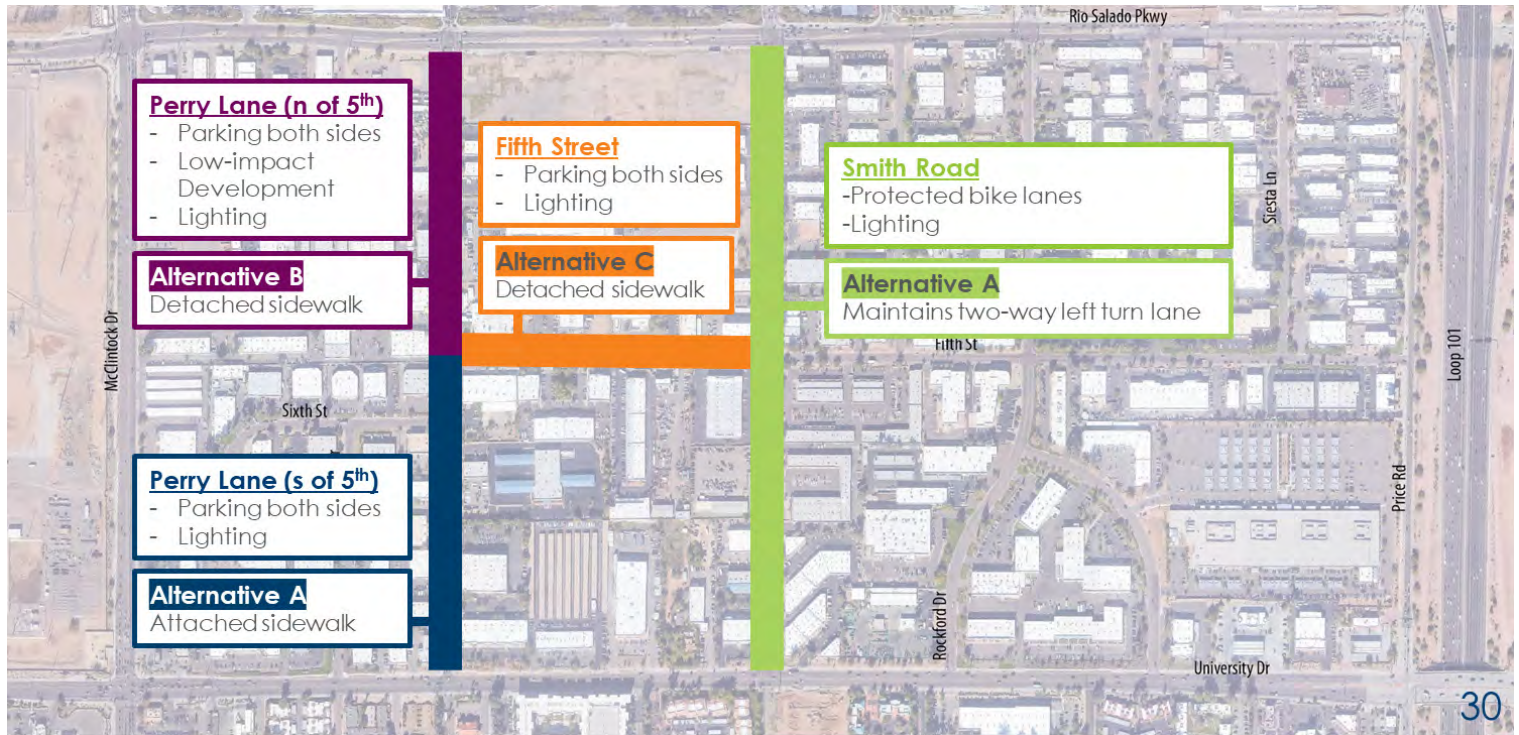 Rio Salado Pkwy
Perry Lane (n of 5th)
- Parking both sides
- Low-impact
Development
- Lighting
Alternative B
Detached sidewalk
Fifth Street
- Parking both sides
- Lighting
Alternative C
Detached sidewalk
Smith Road
-Protected bike lanes
-Lighting
Alternative A
Maintains two-way left turn lane
Siesta Ln
McClintock Dr
Fifth St
Loop 101
Sixth St
Perry Lane (s of 5th)
- Parking both sides
- Lighting
Alternative A
Attached sidewalk
Price Rd
Rockford Dr
University Dr
30